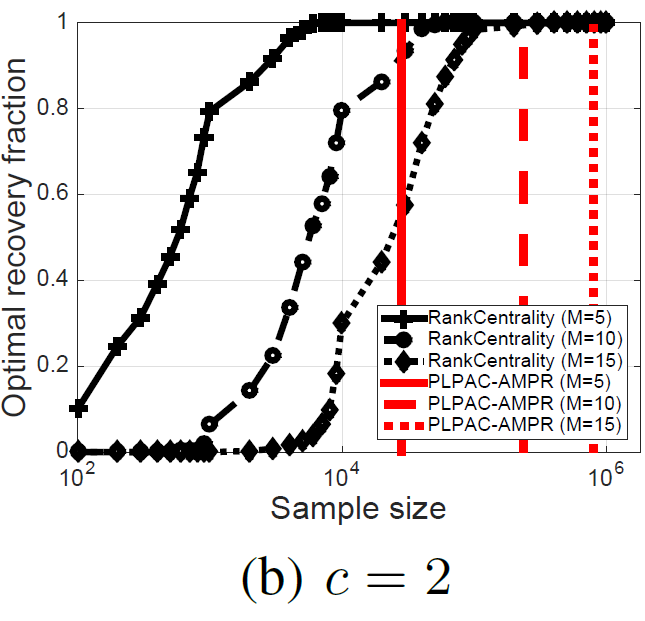 1
0.8
0.6
0.4
0.2
0
Optimal recovery fraction
10^2
10^4
10^6
Sample size
RankCentrality (M=5)
RankCentrality (M=10)
RankCentrality (M=15)
PLPAC-AMPR (M=5)
PLPAC-AMPR (M=10)
PLPAC-AMPR (M=15)
(b) c = 2